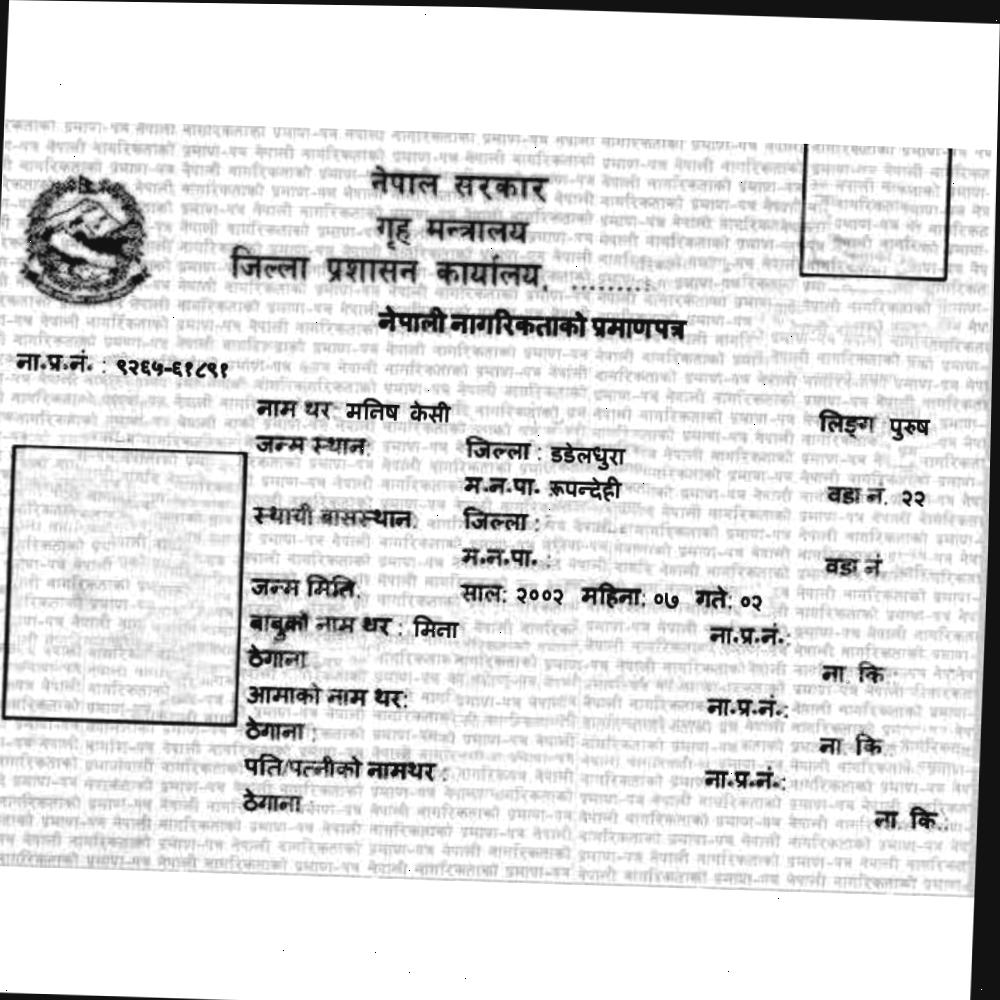 नेपाल सरकार
गृह मन्त्रालय
जिल्ला प्रशासन कार्यालय, .........
नेपाली नागरिकताको प्रमाणपत्र
ना.प्र.नं. : ९२६५-६१८९१
नाम थर: मनिष केसी लिङ्ग पुरुष
जन्म स्थान: जिल्ला : डडेलधुरा
म.न.पा. रूपन्देही वडा नं. २२
स्थायी बासस्थान: जिल्ला :
म.न.पा. : वडा नं
जन्म मिति: साल: २००२ महिना: ०७ गते: ०२
बाबुको नाम थर : मिना ना.प्र.नं.:
ठेगाना ना. कि.:
आमाको नाम थर: ना.प्र.नं.:
ठेगाना : ना. कि.:
पति/पत्नीको नामथर : ना.प्र.नं.:
ठेगाना : ना. कि.: